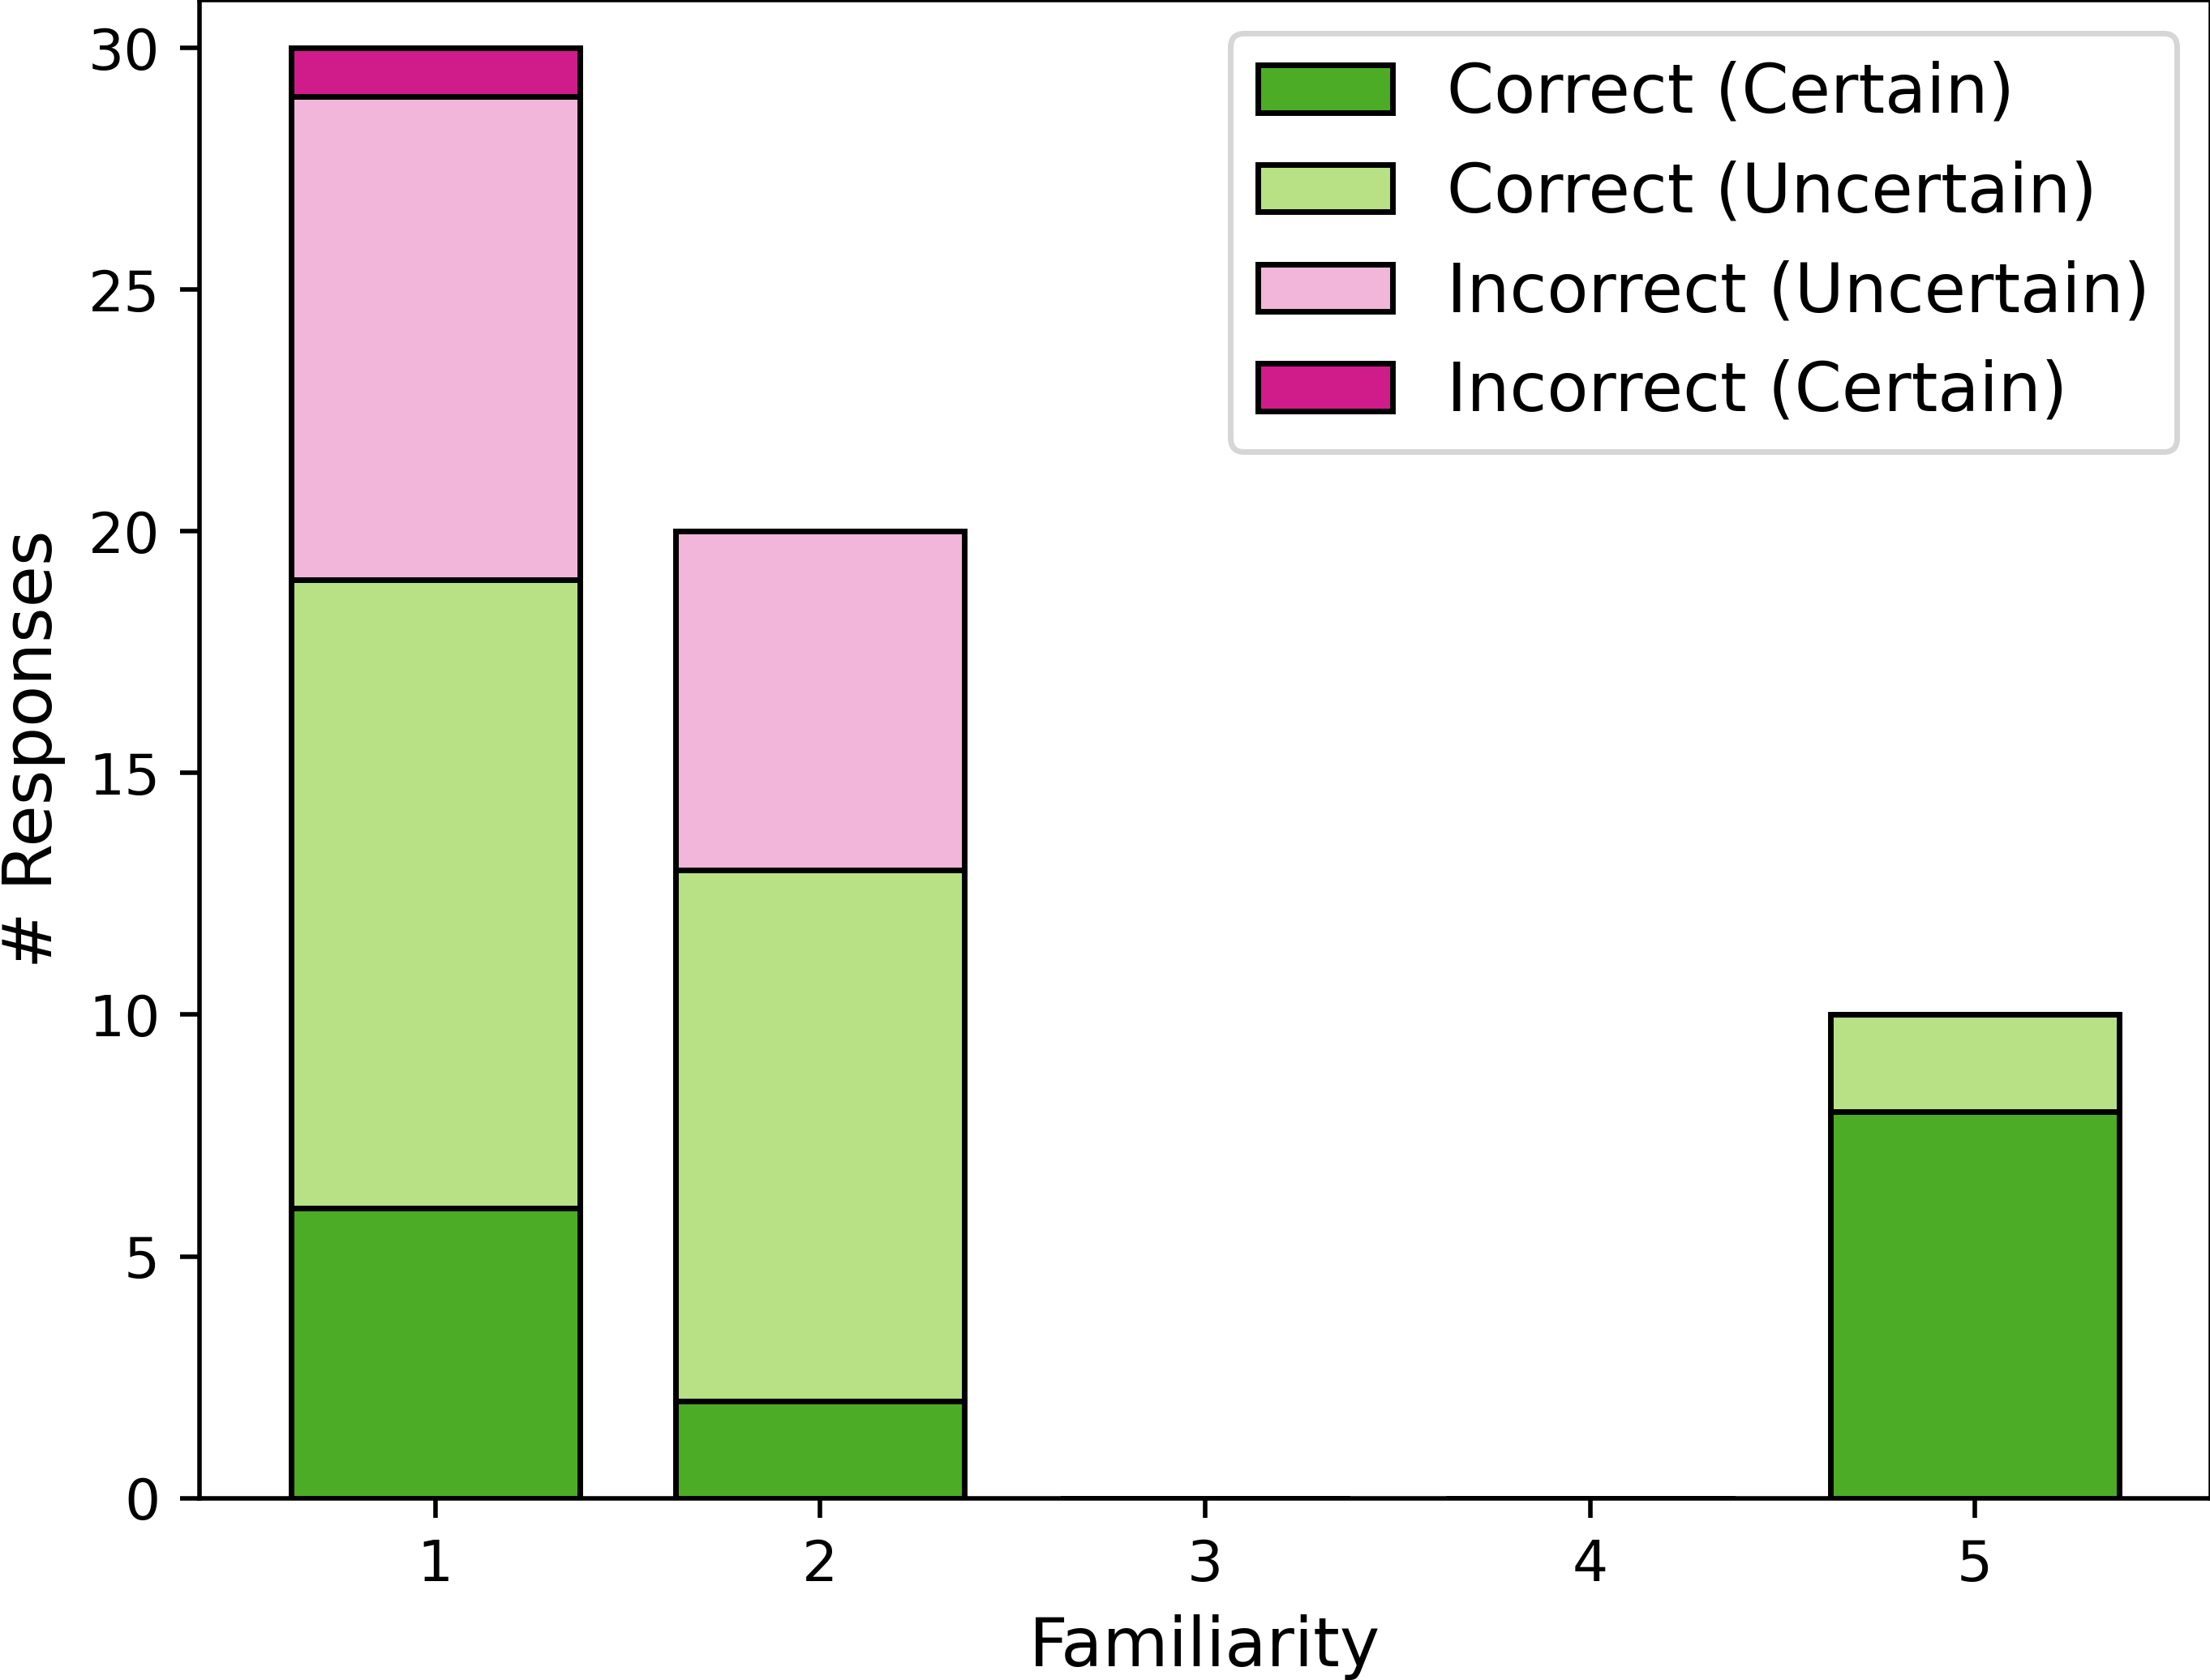 30
25
20
15
10
5
0
# Responses
Correct (Certain)
Correct (Uncertain)
Incorrect (Uncertain)
Incorrect (Certain)
1 2 3 4 5
Familiarity